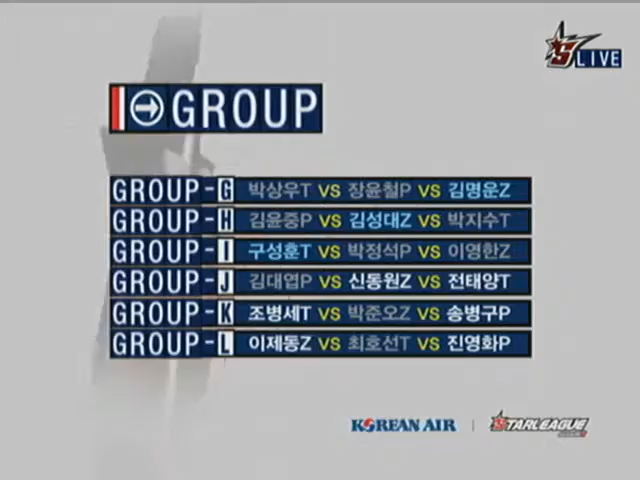 S LIVE
GROUP
GROUP-G 박상우T VS 장윤철P VS 김명운Z
GROUP-H 김윤중P VS 김성대Z VS 박지수T
GROUP-I 구성훈T VS 박정석P VS 이영한Z
GROUP-J 김대엽P VS 신동원Z VS 전태양T
GROUP-K 조병세T VS 박준오Z VS 송병구P
GROUP-L 이제동Z VS 최호선T VS 진영화P
KOREAN AIR | STARLEAGUE